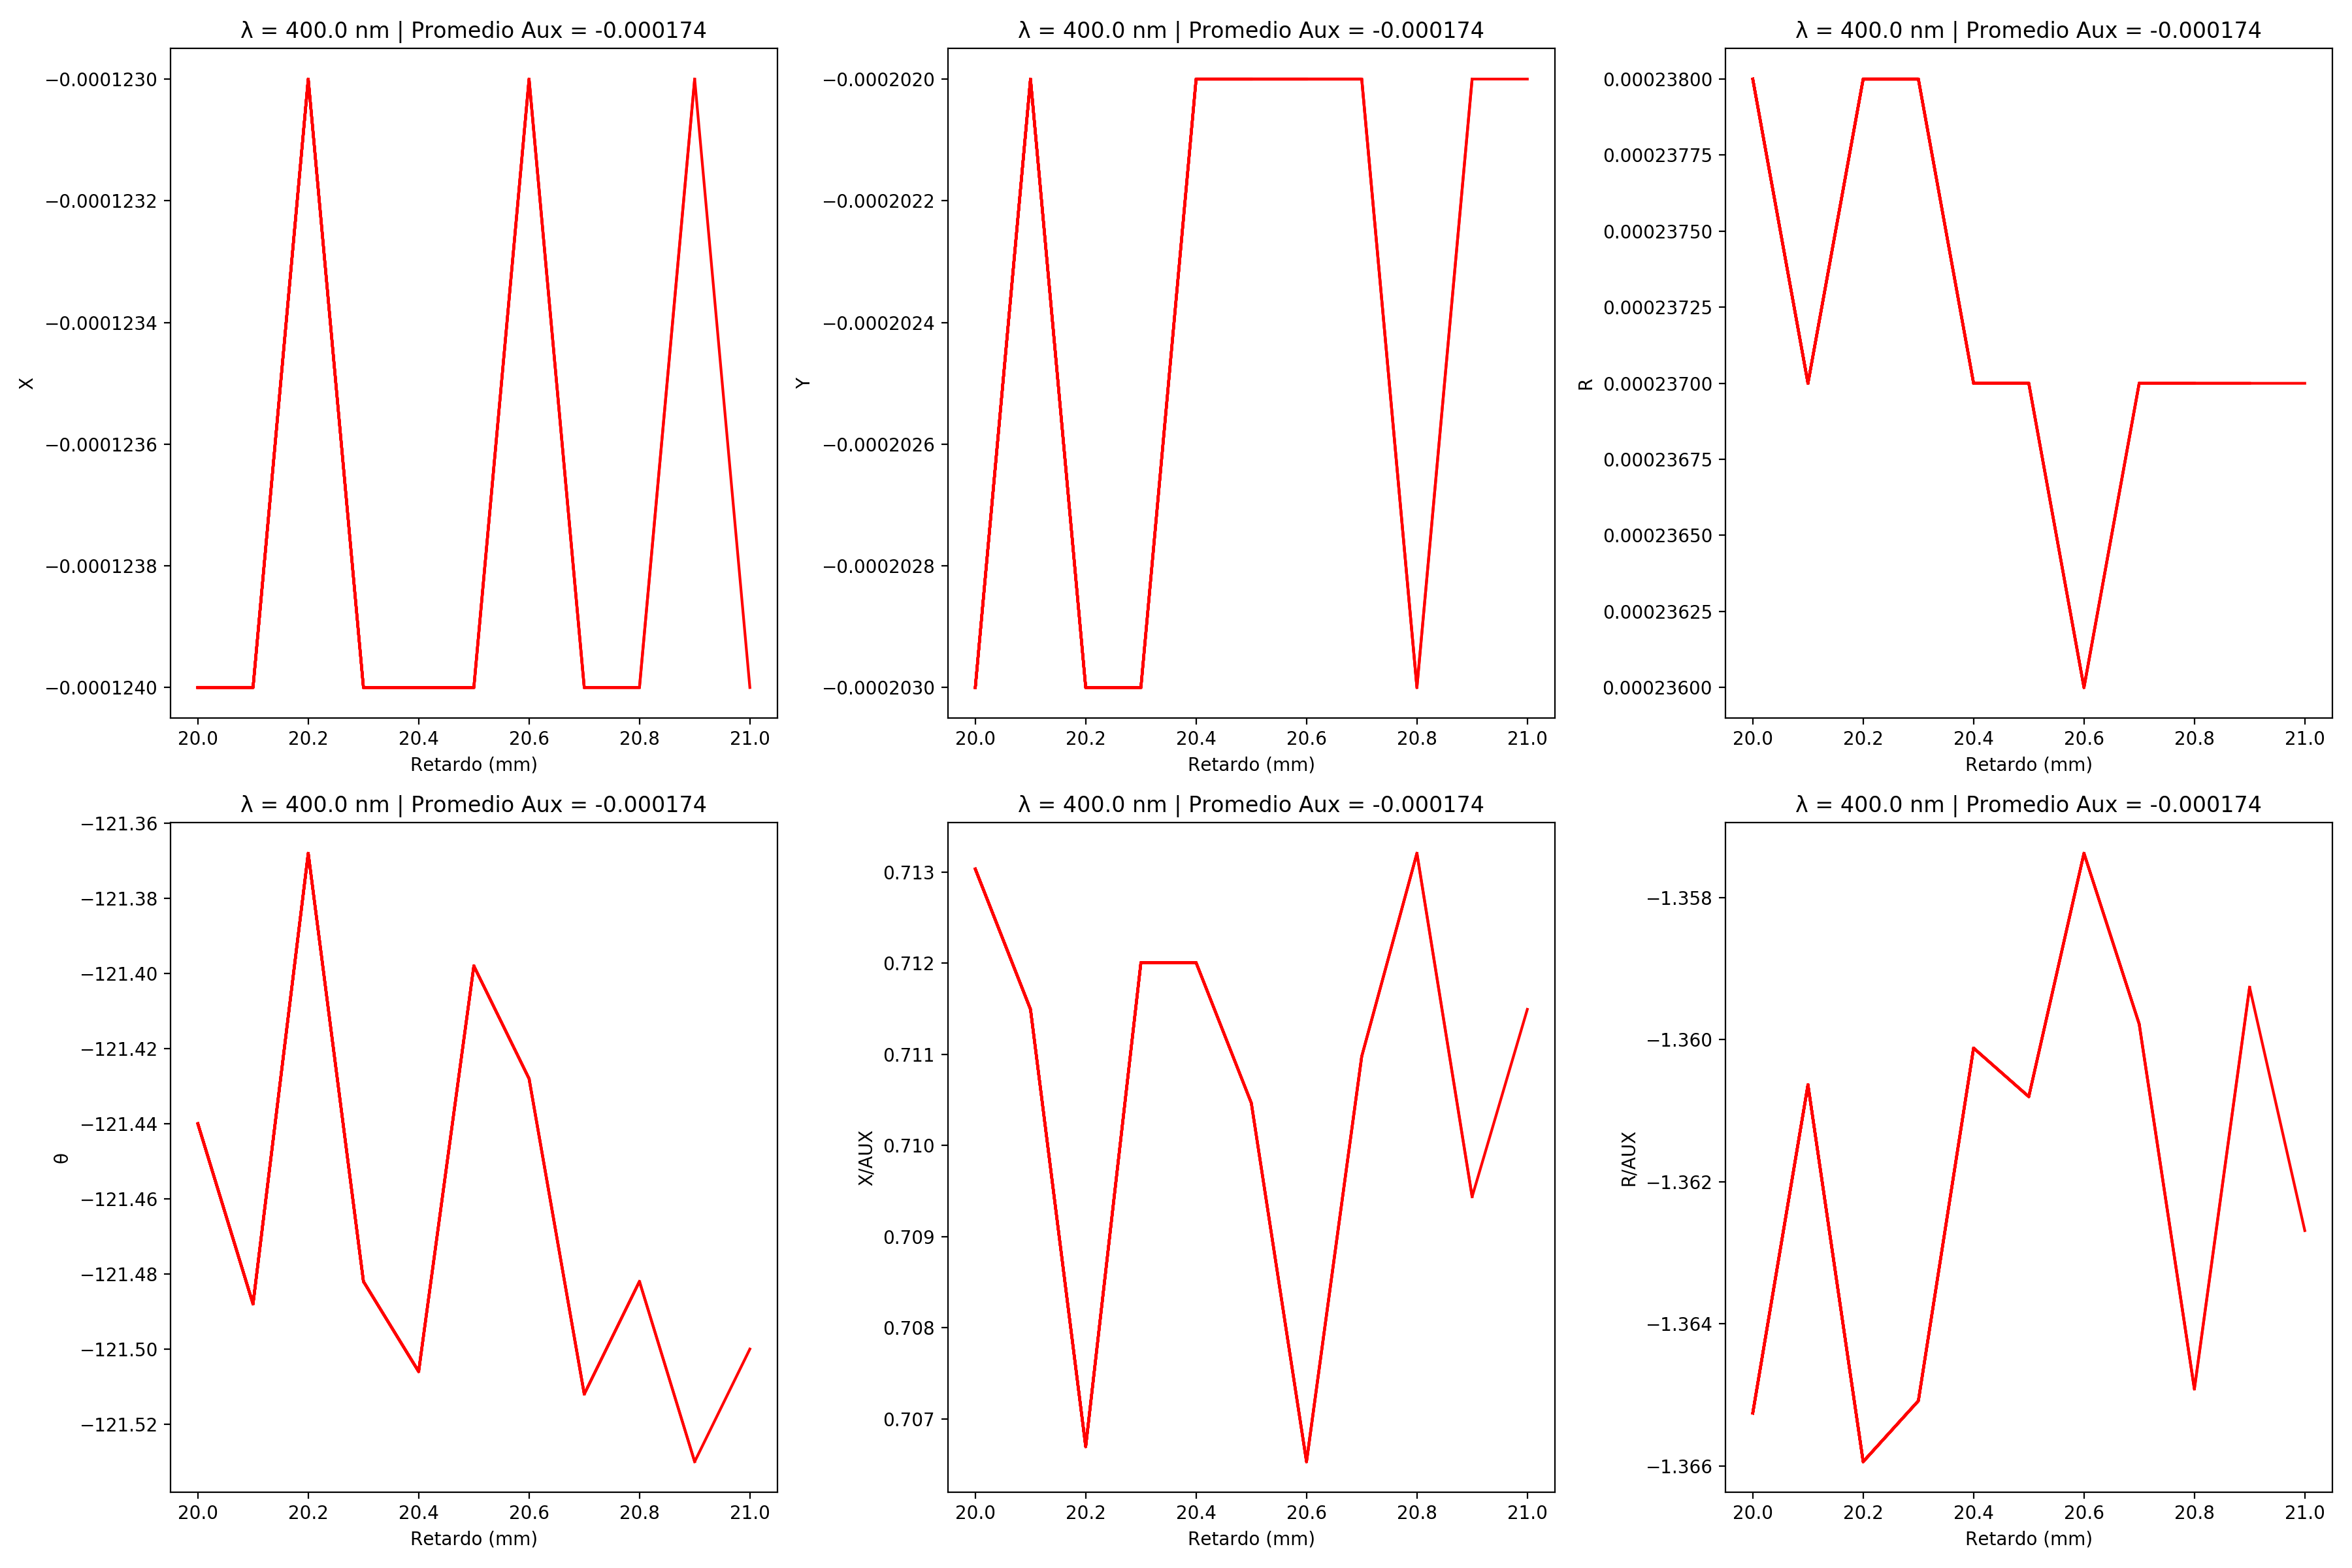 λ = 400.0 nm | Promedio Aux = -0.000174
−0.0001230
−0.0001232
−0.0001234
−0.0001236
−0.0001238
−0.0001240
X
20.0 20.2 20.4 20.6 20.8 21.0
Retardo (mm)
λ = 400.0 nm | Promedio Aux = -0.000174
−0.0002020
−0.0002022
−0.0002024
−0.0002026
−0.0002028
−0.0002030
Y
20.0 20.2 20.4 20.6 20.8 21.0
Retardo (mm)
λ = 400.0 nm | Promedio Aux = -0.000174
0.00023800
0.00023775
0.00023750
0.00023725
0.00023700
0.00023675
0.00023650
0.00023625
0.00023600
R
20.0 20.2 20.4 20.6 20.8 21.0
Retardo (mm)
λ = 400.0 nm | Promedio Aux = -0.000174
−121.36
−121.38
−121.40
−121.42
−121.44
−121.46
−121.48
−121.50
−121.52
θ
20.0 20.2 20.4 20.6 20.8 21.0
Retardo (mm)
λ = 400.0 nm | Promedio Aux = -0.000174
0.713
0.712
0.711
0.710
0.709
0.708
0.707
X/AUX
20.0 20.2 20.4 20.6 20.8 21.0
Retardo (mm)
λ = 400.0 nm | Promedio Aux = -0.000174
−1.358
−1.360
−1.362
−1.364
−1.366
R/AUX
20.0 20.2 20.4 20.6 20.8 21.0
Retardo (mm)